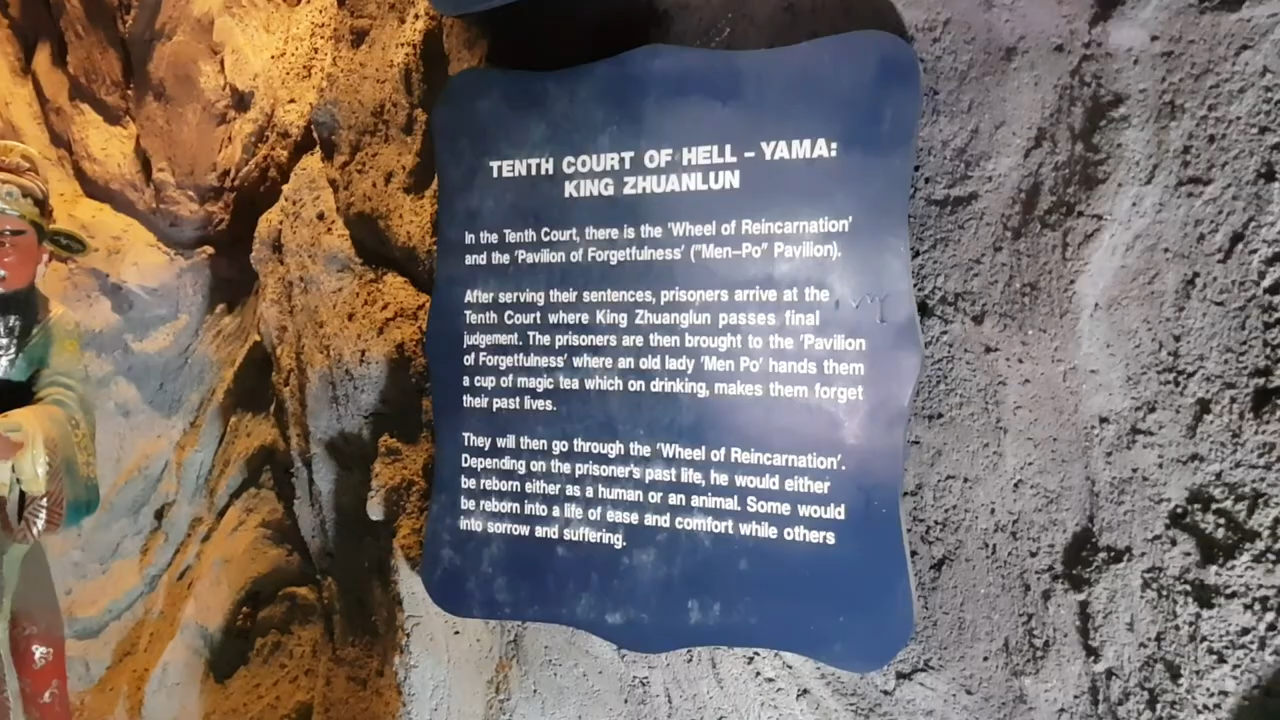 TENTH COURT OF HELL - YAMA:
KING ZHUANLUN
In the Tenth Court, there is the 'Wheel of Reincarnation'
and the 'Pavilion of Forgetfulness' ("Men-Po" Pavilion).
After serving their sentences, prisoners arrive at the
Tenth Court where King Zhuanglun passes final
judgement. The prisoners are then brought to the 'Pavilion
of Forgetfulness' where an old lady 'Men Po' hands them
a cup of magic tea which on drinking, makes them forget
their past lives.
They will then go through the 'Wheel of Reincarnation'.
Depending on the prisoner's past life, he would either
be reborn either as a human or an animal. Some would
be reborn into a life of ease and comfort while others
into sorrow and suffering.